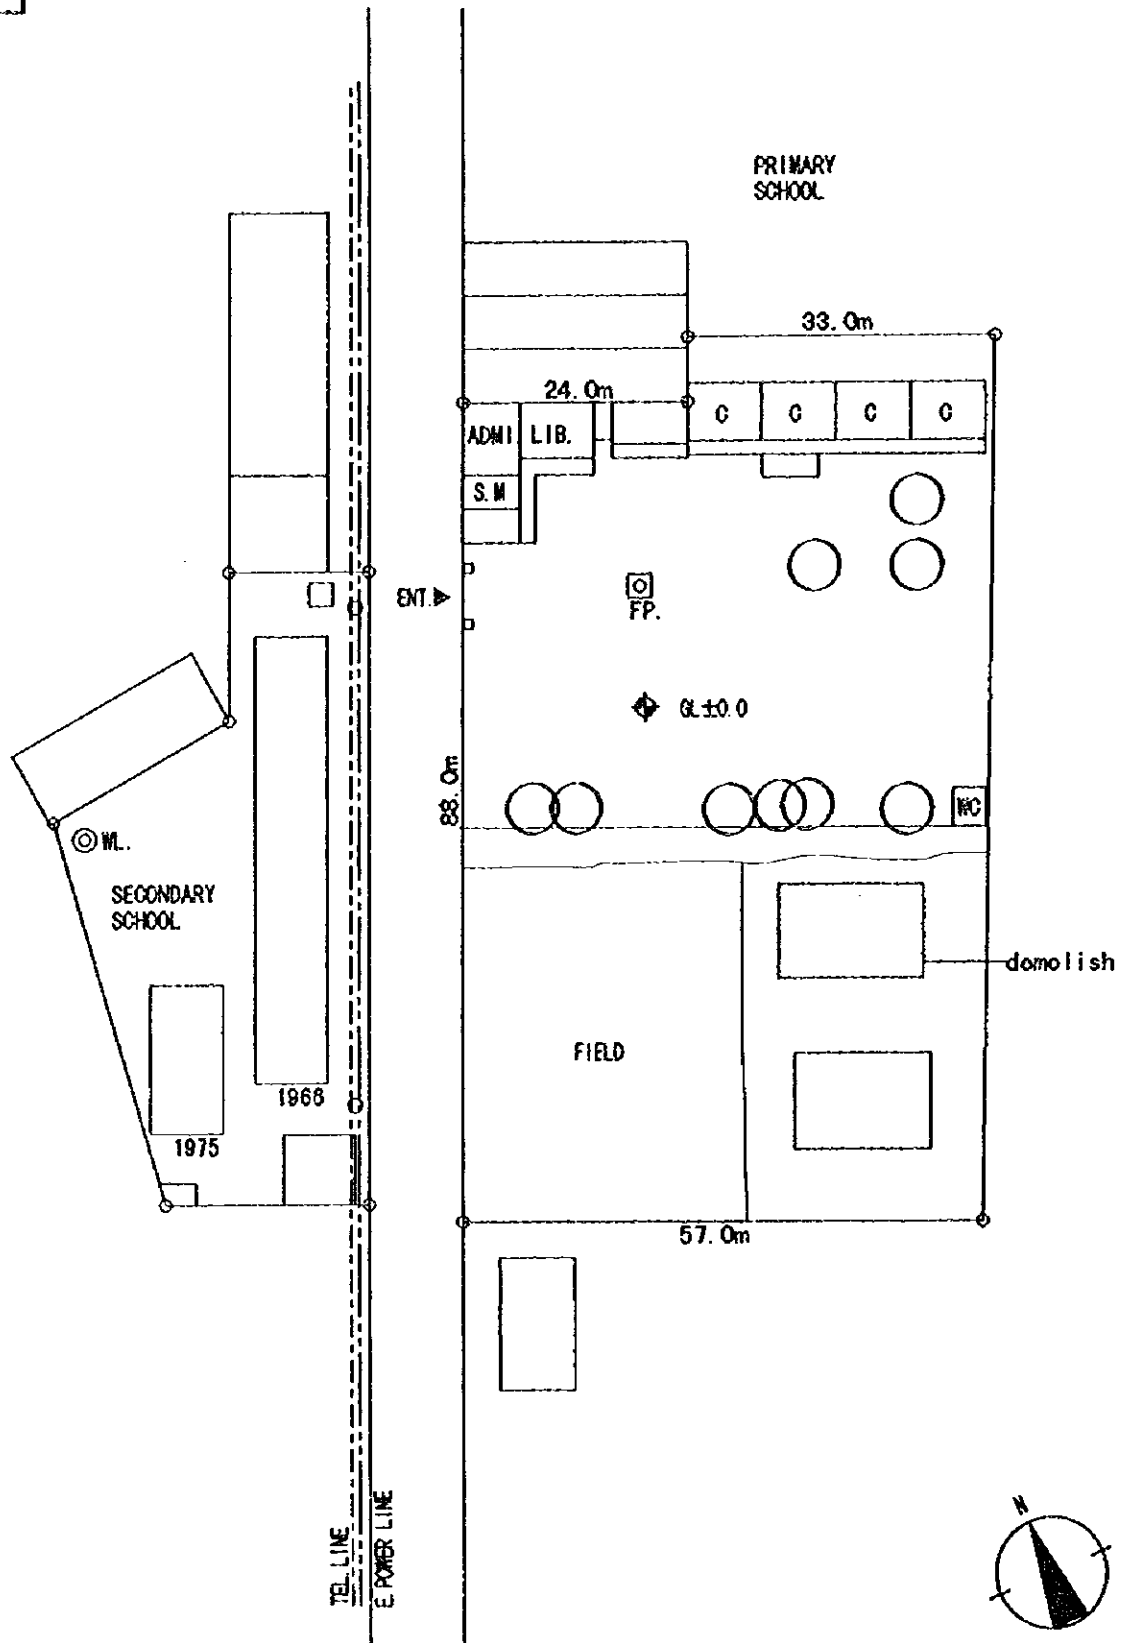 PRIMARY
SCHOOL
33.0m
24.0m
C
C
C
C
ADMI
LIB.
S.M
ENT.
FP.
GL±0.0
88.0m
WC
WL.
SECONDARY
SCHOOL
domolish
FIELD
1966
1975
57.0m
TEL. LINE
E. POWER LINE
N